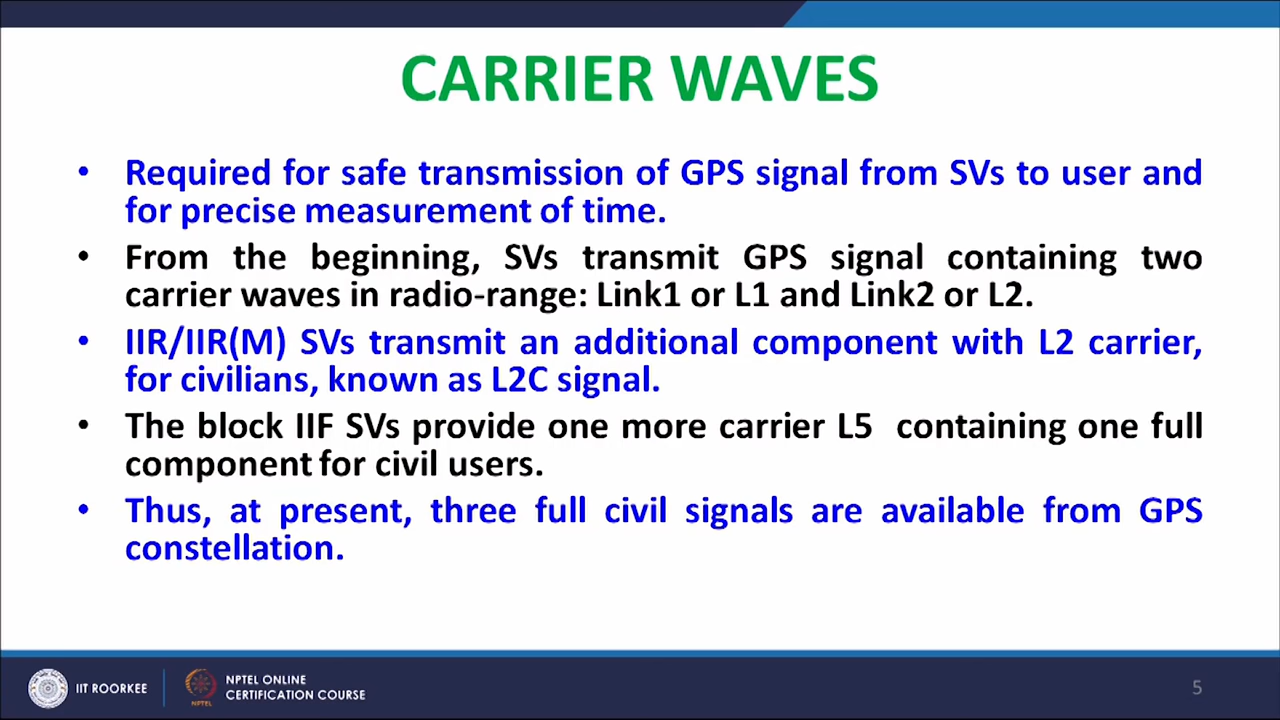 CARRIER WAVES
• Required for safe transmission of GPS signal from SVs to user and
for precise measurement of time.
• From the beginning, SVs transmit GPS signal containing two
carrier waves in radio-range: Link1 or L1 and Link2 or L2.
• IIR/IIR(M) SVs transmit an additional component with L2 carrier,
for civilians, known as L2C signal.
• The block IIF SVs provide one more carrier L5 containing one full
component for civil users.
• Thus, at present, three full civil signals are available from GPS
constellation.
IIT ROORKEE
NPTEL
NPTEL ONLINE
CERTIFICATION COURSE
5